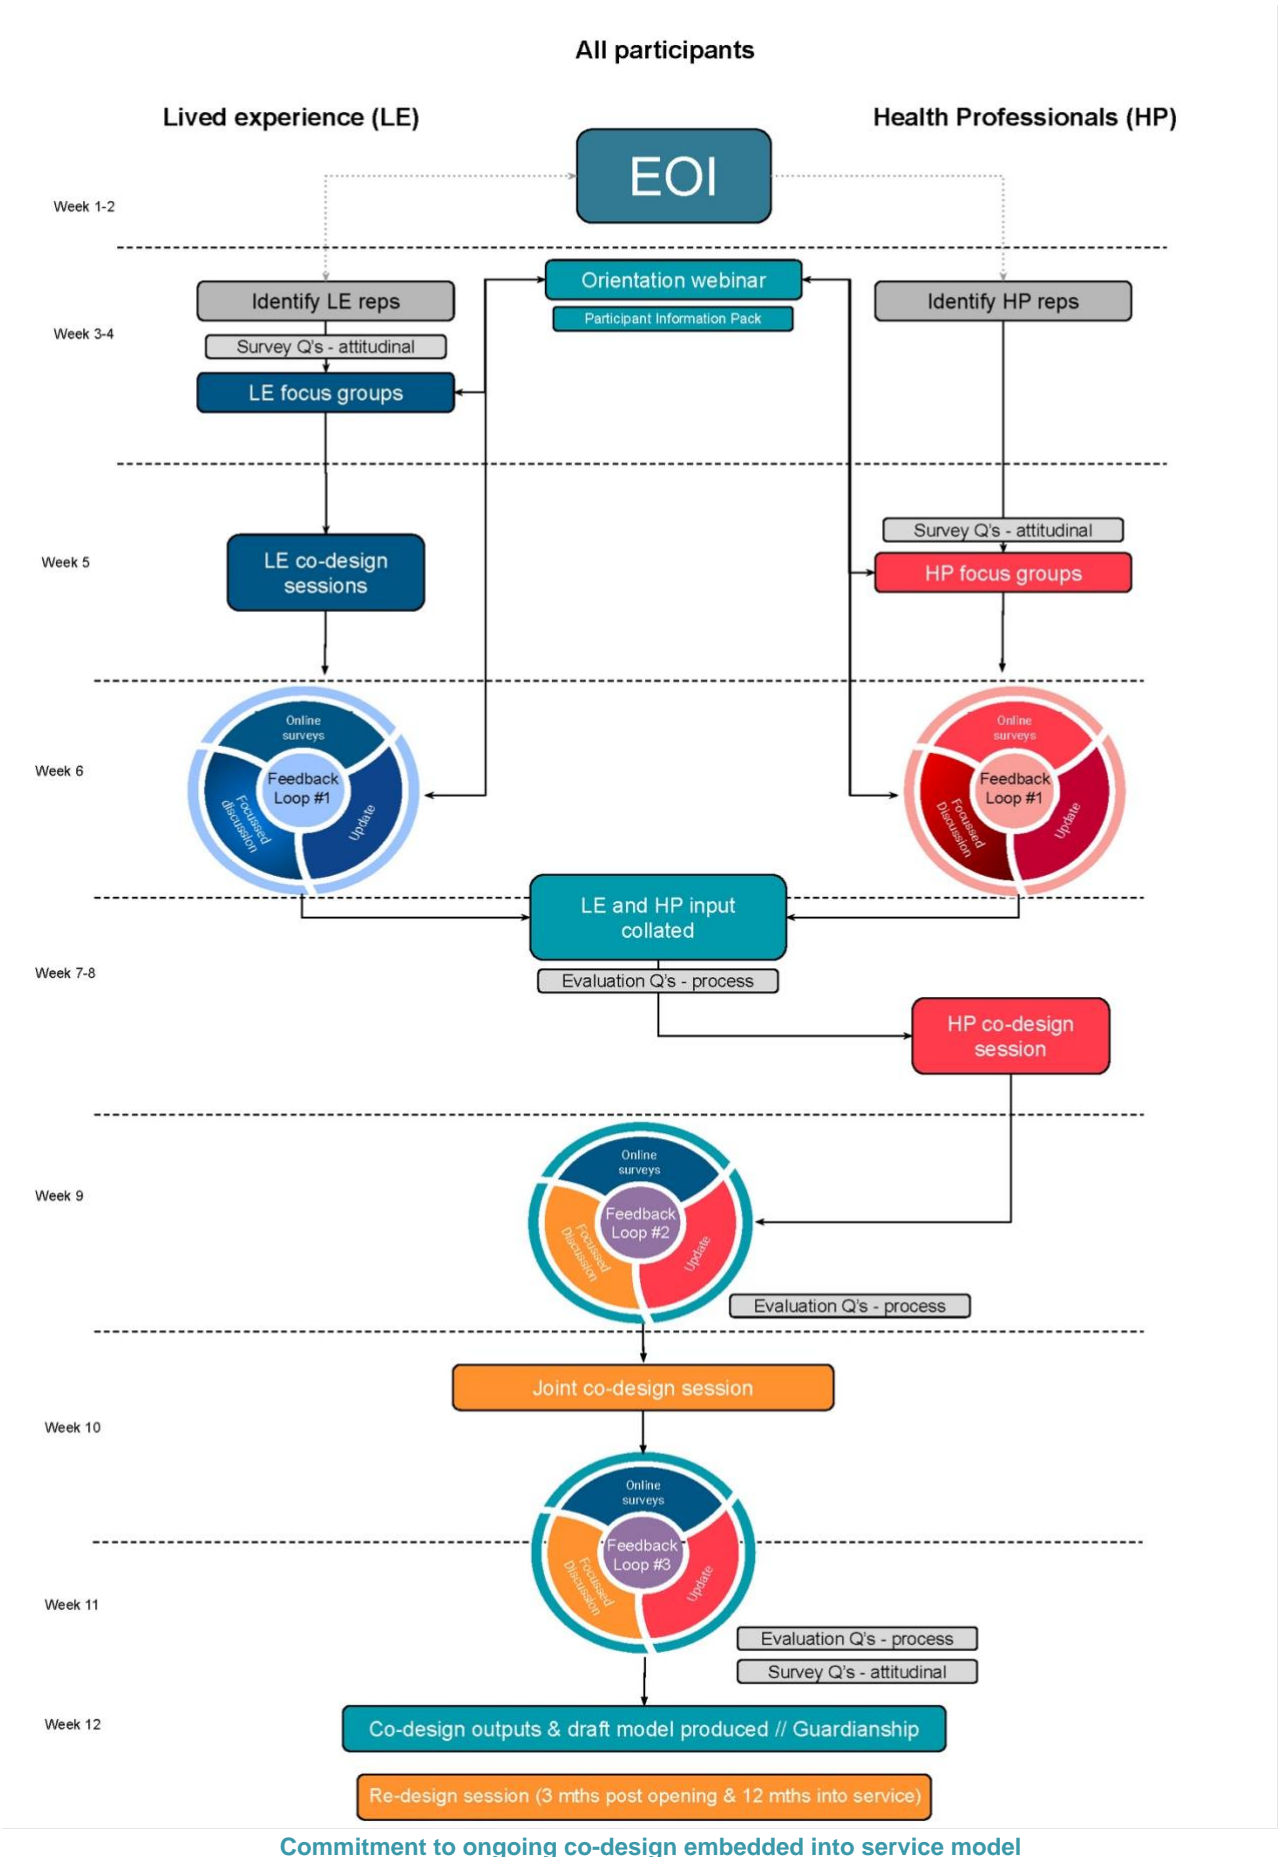 All participants
Lived experience (LE)
Health Professionals (HP)
EOI
Week 1-2
Orientation webinar
Participant Information Pack
Identify LE reps
Identify HP reps
Week 3-4
Survey Q's - attitudinal
LE focus groups
Week 5
LE co-design
sessions
Survey Q's - attitudinal
HP focus groups
Week 6
Online
surveys
Feedback
Loop #1
Focussed
discussion
Update
Online
surveys
Feedback
Loop #1
Focussed
Discussion
Update
LE and HP input
collated
Week 7-8
Evaluation Q's - process
HP co-design
session
Week 9
Online
surveys
Feedback
Loop #2
Focussed
Discussion
Update
Evaluation Q's - process
Joint co-design session
Week 10
Online
surveys
Feedback
Loop #3
Focussed
Discussion
Update
Week 11
Evaluation Q's - process
Survey Q's - attitudinal
Week 12
Co-design outputs & draft model produced // Guardianship
Re-design session (3 mths post opening & 12 mths into service)
Commitment to ongoing co-design embedded into service model